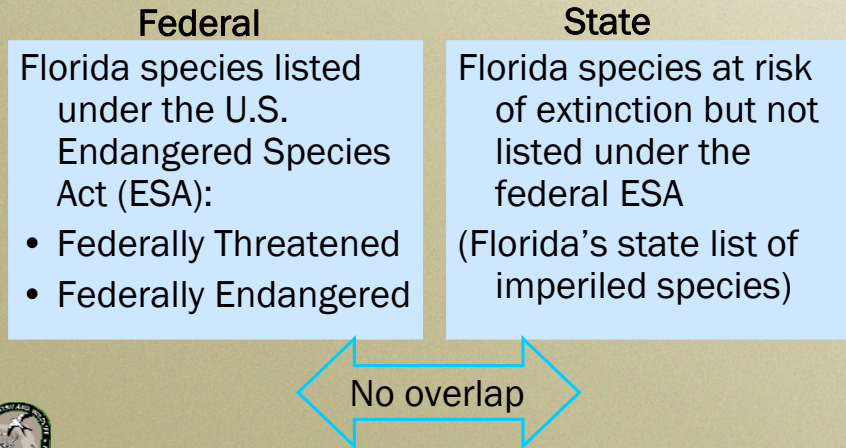 Federal
Florida species listed
under the U.S.
Endangered Species
Act (ESA):
• Federally Threatened
• Federally Endangered
State
Florida species at risk
of extinction but not
listed under the
federal ESA
(Florida’s state list of
imperiled species)
No overlap